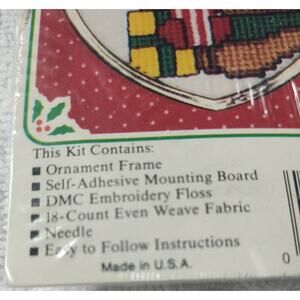 This Kit Contains:
■ Ornament Frame
■ Self-Adhesive Mounting Board
■ DMC Embroidery Floss
■ 18-Count Even Weave Fabric
■ Needle
■ Easy to Follow Instructions
Made in U.S.A.
0